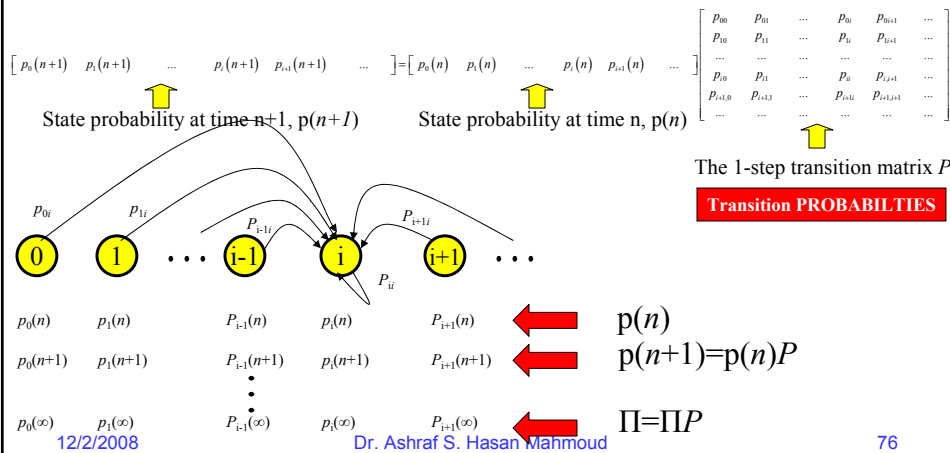 [ p₀(n+1) p₁(n+1) ... pᵢ(n+1) pᵢ₊₁(n+1) ... ] = [ p₀(n) p₁(n) ... pᵢ(n) pᵢ₊₁(n) ... ]
p₀₀ p₀₁ ... p₀ᵢ p₀ᵢ₊₁ ...
p₁₀ p₁₁ ... p₁ᵢ p₁ᵢ₊₁ ...
... ... ... ... ... ...
pᵢ₀ pᵢ₁ ... pᵢᵢ pᵢ,ᵢ₊₁ ...
pᵢ₊₁,₀ pᵢ₊₁,₁ ... pᵢ₊₁ᵢ pᵢ₊₁,ᵢ₊₁ ...
... ... ... ... ... ...
State probability at time n+1, p(n+1)
State probability at time n, p(n)
The 1-step transition matrix P
Transition PROBABILTIES
p₀ᵢ p₁ᵢ Pᵢ₋₁ᵢ Pᵢ₊₁ᵢ
0 1 ... i-1 i i+1 ...
Pᵢᵢ
p₀(n) p₁(n) Pᵢ₋₁(n) pᵢ(n) Pᵢ₊₁(n) p(n)
p₀(n+1) p₁(n+1) Pᵢ₋₁(n+1) pᵢ(n+1) Pᵢ₊₁(n+1) p(n+1)=p(n)P
p₀(∞) p₁(∞) Pᵢ₋₁(∞) pᵢ(∞) Pᵢ₊₁(∞) Π=ΠP
12/2/2008 Dr. Ashraf S. Hasan Mahmoud 76